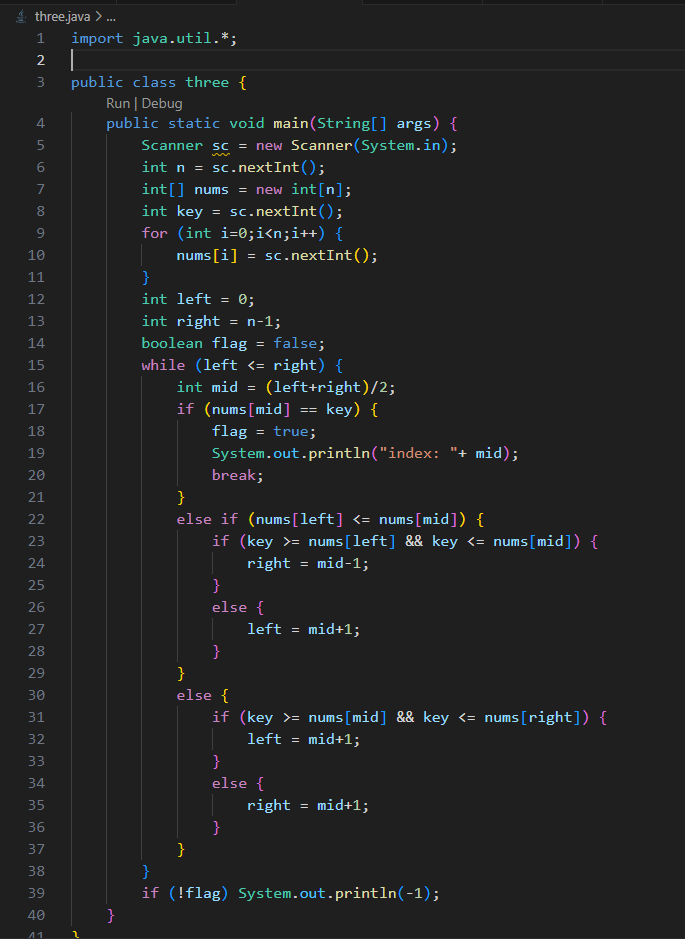 three.java > ...
1 import java.util.*;
2
3 public class three {
Run | Debug
4 public static void main(String[] args) {
5 Scanner sc = new Scanner(System.in);
6 int n = sc.nextInt();
7 int[] nums = new int[n];
8 int key = sc.nextInt();
9 for (int i=0;i<n;i++) {
10 nums[i] = sc.nextInt();
11 }
12 int left = 0;
13 int right = n-1;
14 boolean flag = false;
15 while (left <= right) {
16 int mid = (left+right)/2;
17 if (nums[mid] == key) {
18 flag = true;
19 System.out.println("index: "+ mid);
20 break;
21 }
22 else if (nums[left] <= nums[mid]) {
23 if (key >= nums[left] && key <= nums[mid]) {
24 right = mid-1;
25 }
26 else {
27 left = mid+1;
28 }
29 }
30 else {
31 if (key >= nums[mid] && key <= nums[right]) {
32 left = mid+1;
33 }
34 else {
35 right = mid+1;
36 }
37 }
38 }
39 if (!flag) System.out.println(-1);
40 }
41 }